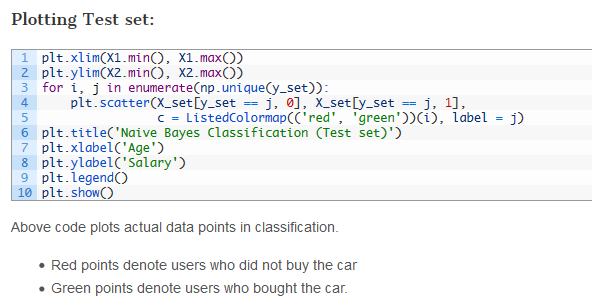 Plotting Test set:
1 plt.xlim(X1.min(), X1.max())
2 plt.ylim(X2.min(), X2.max())
3 for i, j in enumerate(np.unique(y_set)):
4     plt.scatter(X_set[y_set == j, 0], X_set[y_set == j, 1],
5                 c = ListedColormap(('red', 'green'))(i), label = j)
6 plt.title('Naive Bayes Classification (Test set)')
7 plt.xlabel('Age')
8 plt.ylabel('Salary')
9 plt.legend()
10 plt.show()
Above code plots actual data points in classification.
• Red points denote users who did not buy the car
• Green points denote users who bought the car.